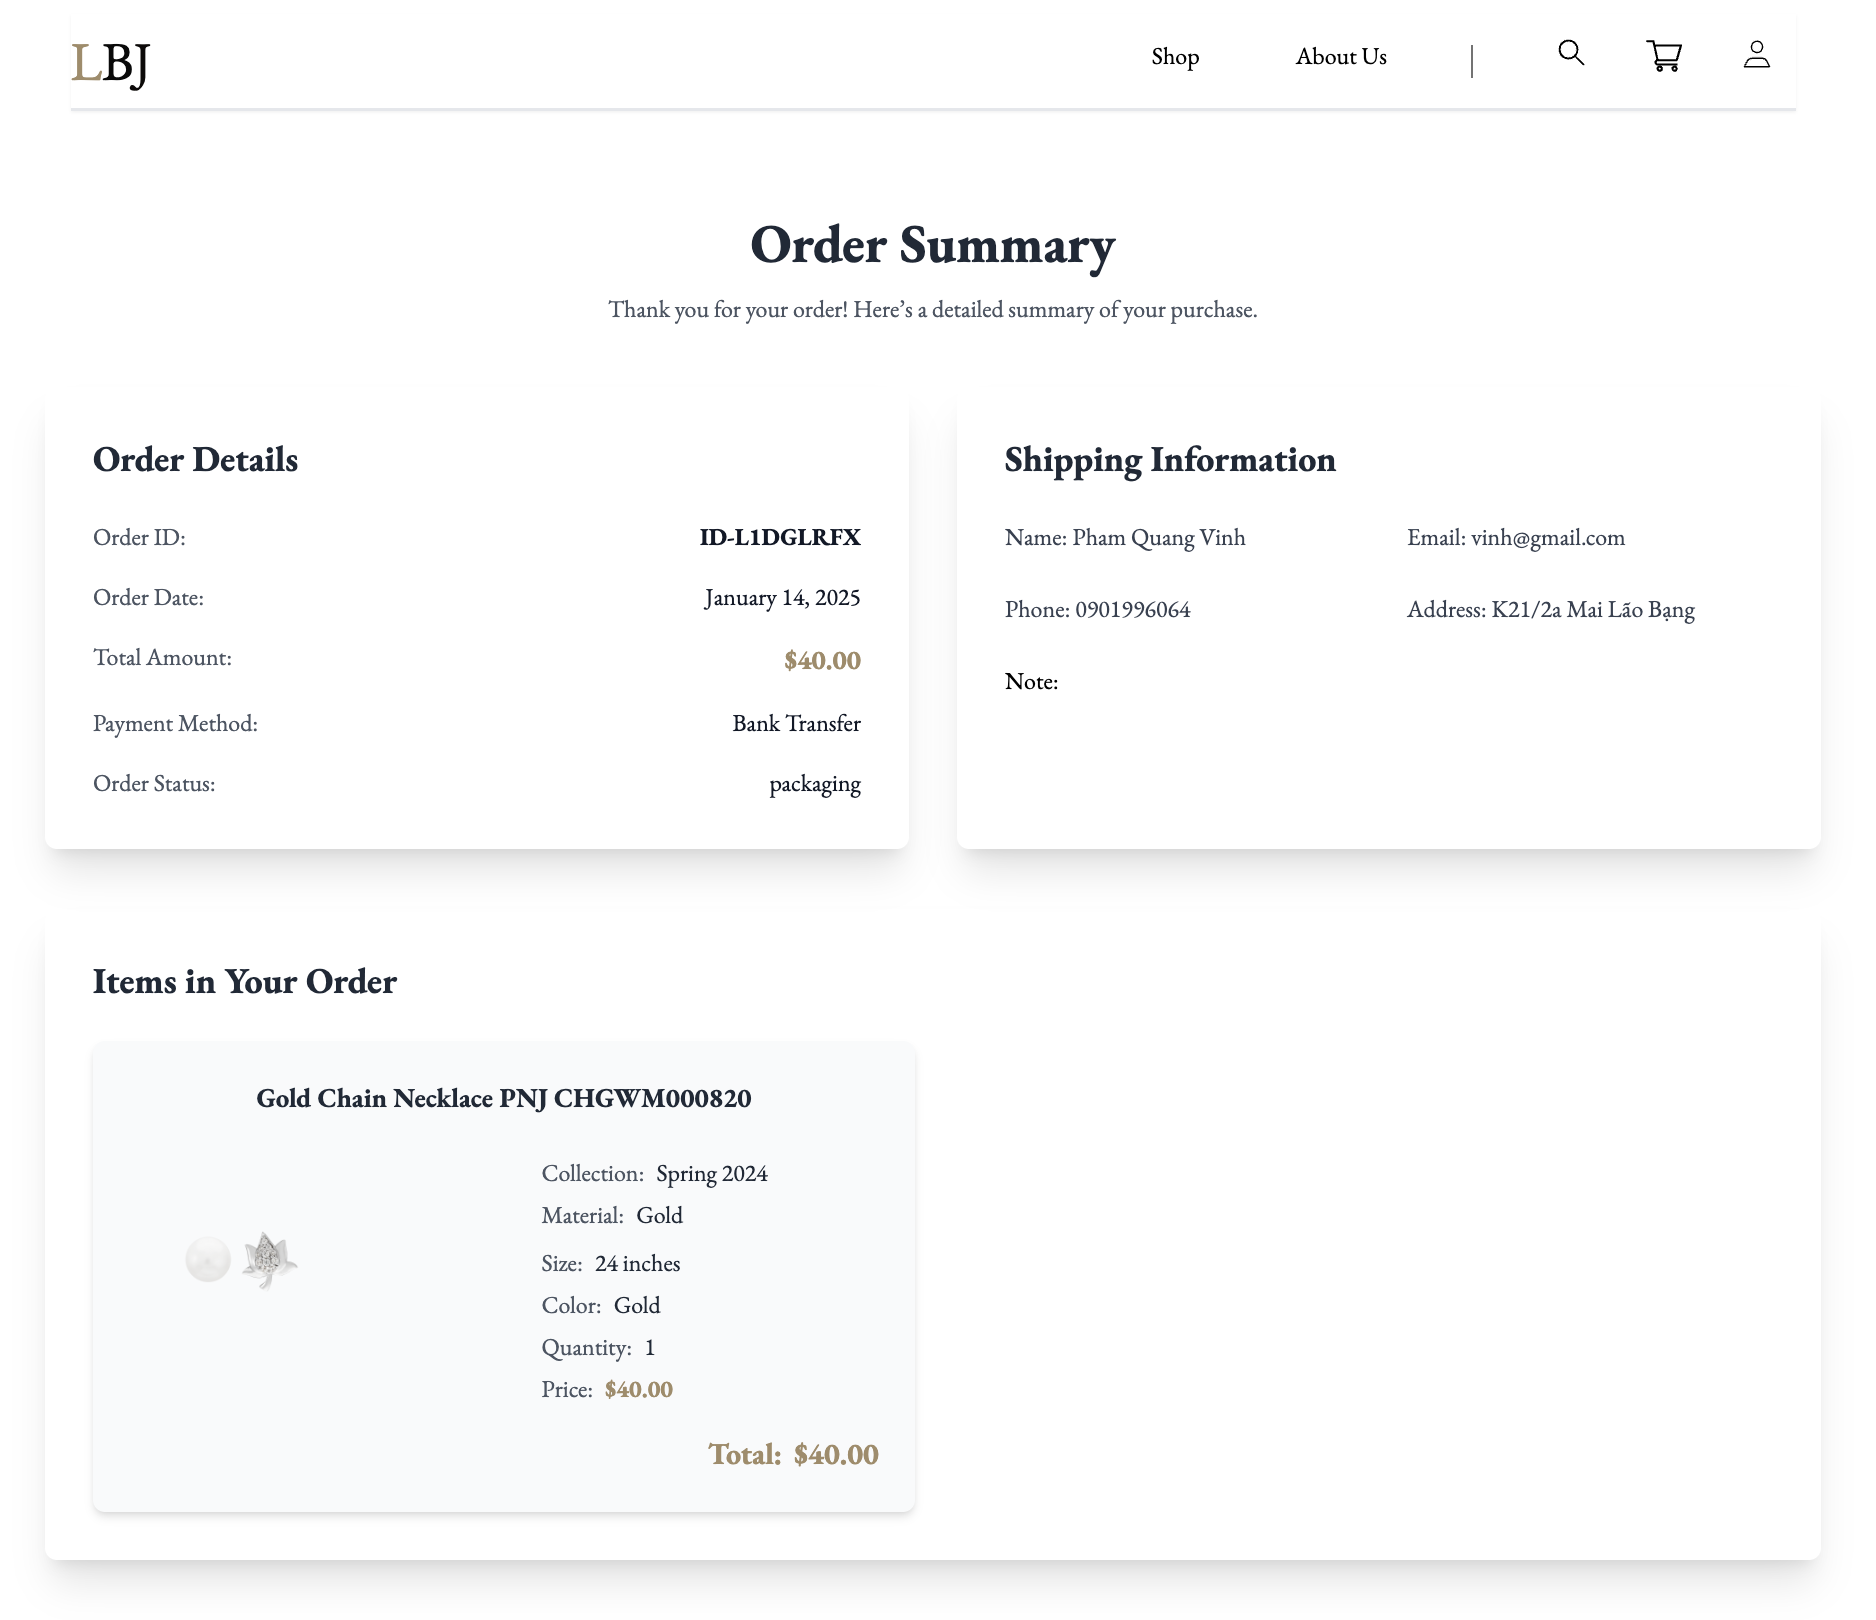 LBJ
Shop
About Us
Order Summary
Thank you for your order! Here’s a detailed summary of your purchase.
Order Details
Order ID: ID-L1DGLRFX
Order Date: January 14, 2025
Total Amount: $40.00
Payment Method: Bank Transfer
Order Status: packaging
Shipping Information
Name: Pham Quang Vinh
Email: vinh@gmail.com
Phone: 0901996064
Address: K21/2a Mai Lão Bạng
Note:
Items in Your Order
Gold Chain Necklace PNJ CHGWM000820
Collection: Spring 2024
Material: Gold
Size: 24 inches
Color: Gold
Quantity: 1
Price: $40.00
Total: $40.00